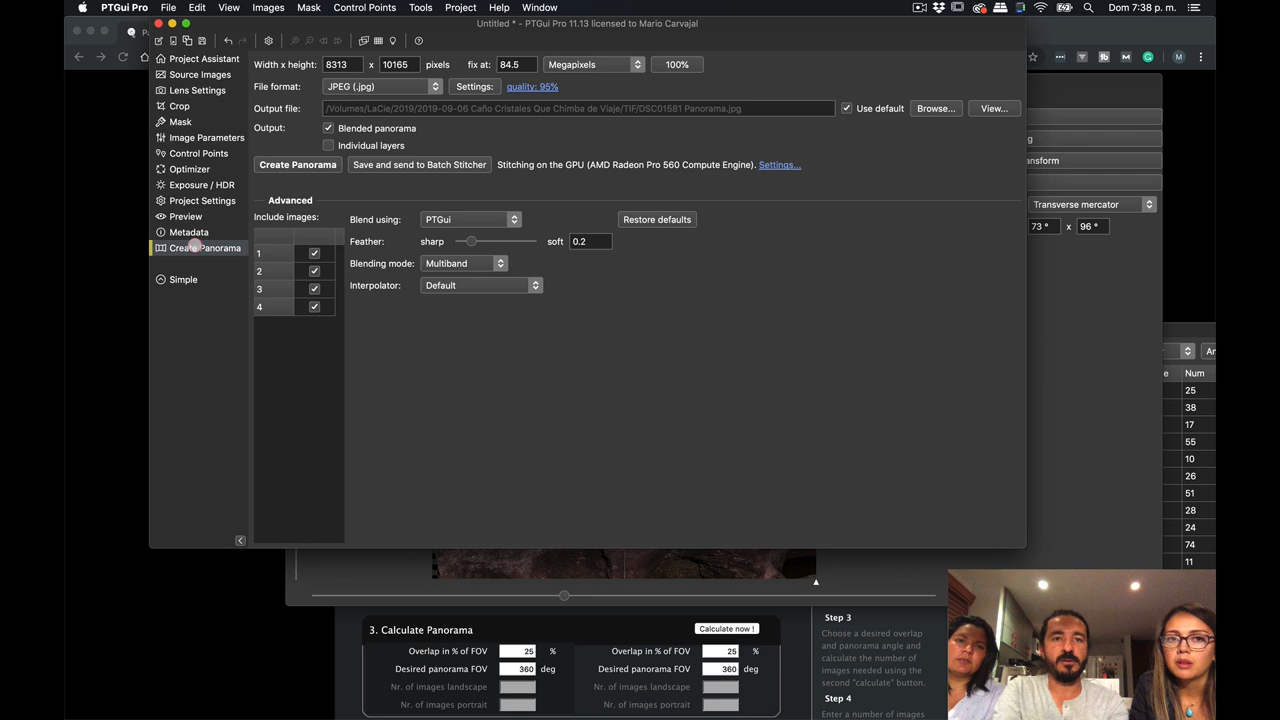 PTGui Pro File Edit View Images Mask Control Points Tools Project Help Window Dom 7:38 p. m.
Untitled * - PTGui Pro 11.13 licensed to Mario Carvajal
Project Assistant
Source Images
Lens Settings
Crop
Mask
Image Parameters
Control Points
Optimizer
Exposure / HDR
Project Settings
Preview
Metadata
Create Panorama
Simple
Width x height: 8313 x 10165 pixels fix at: 84.5 Megapixels 100%
File format: JPEG (.jpg) Settings: quality: 95%
Output file: /Volumes/LaCie/2019/2019-09-06 Caño Cristales Que Chimba de Viaje/TIF/DSC01581 Panorama.jpg Use default Browse... View...
Output: Blended panorama
Individual layers
Create Panorama Save and send to Batch Stitcher Stitching on the GPU (AMD Radeon Pro 560 Compute Engine). Settings...
Advanced
Include images:
1
2
3
4
Blend using: PTGui Restore defaults
Feather: sharp soft 0.2
Blending mode: Multiband
Interpolator: Default
M
Transverse mercator
73 ° x 96 °
Num
25
38
17
55
10
26
51
28
24
74
11
3. Calculate Panorama Calculate now !
Overlap in % of FOV 25 % Overlap in % of FOV 25 %
Desired panorama FOV 360 deg Desired panorama FOV 360 deg
Nr. of images landscape Nr. of images landscape
Nr. of images portrait Nr. of images portrait
Step 3
Choose a desired overlap
and panorama angle and
calculate the number of
images needed using the
second "calculate" button.
Step 4
Enter a number of images